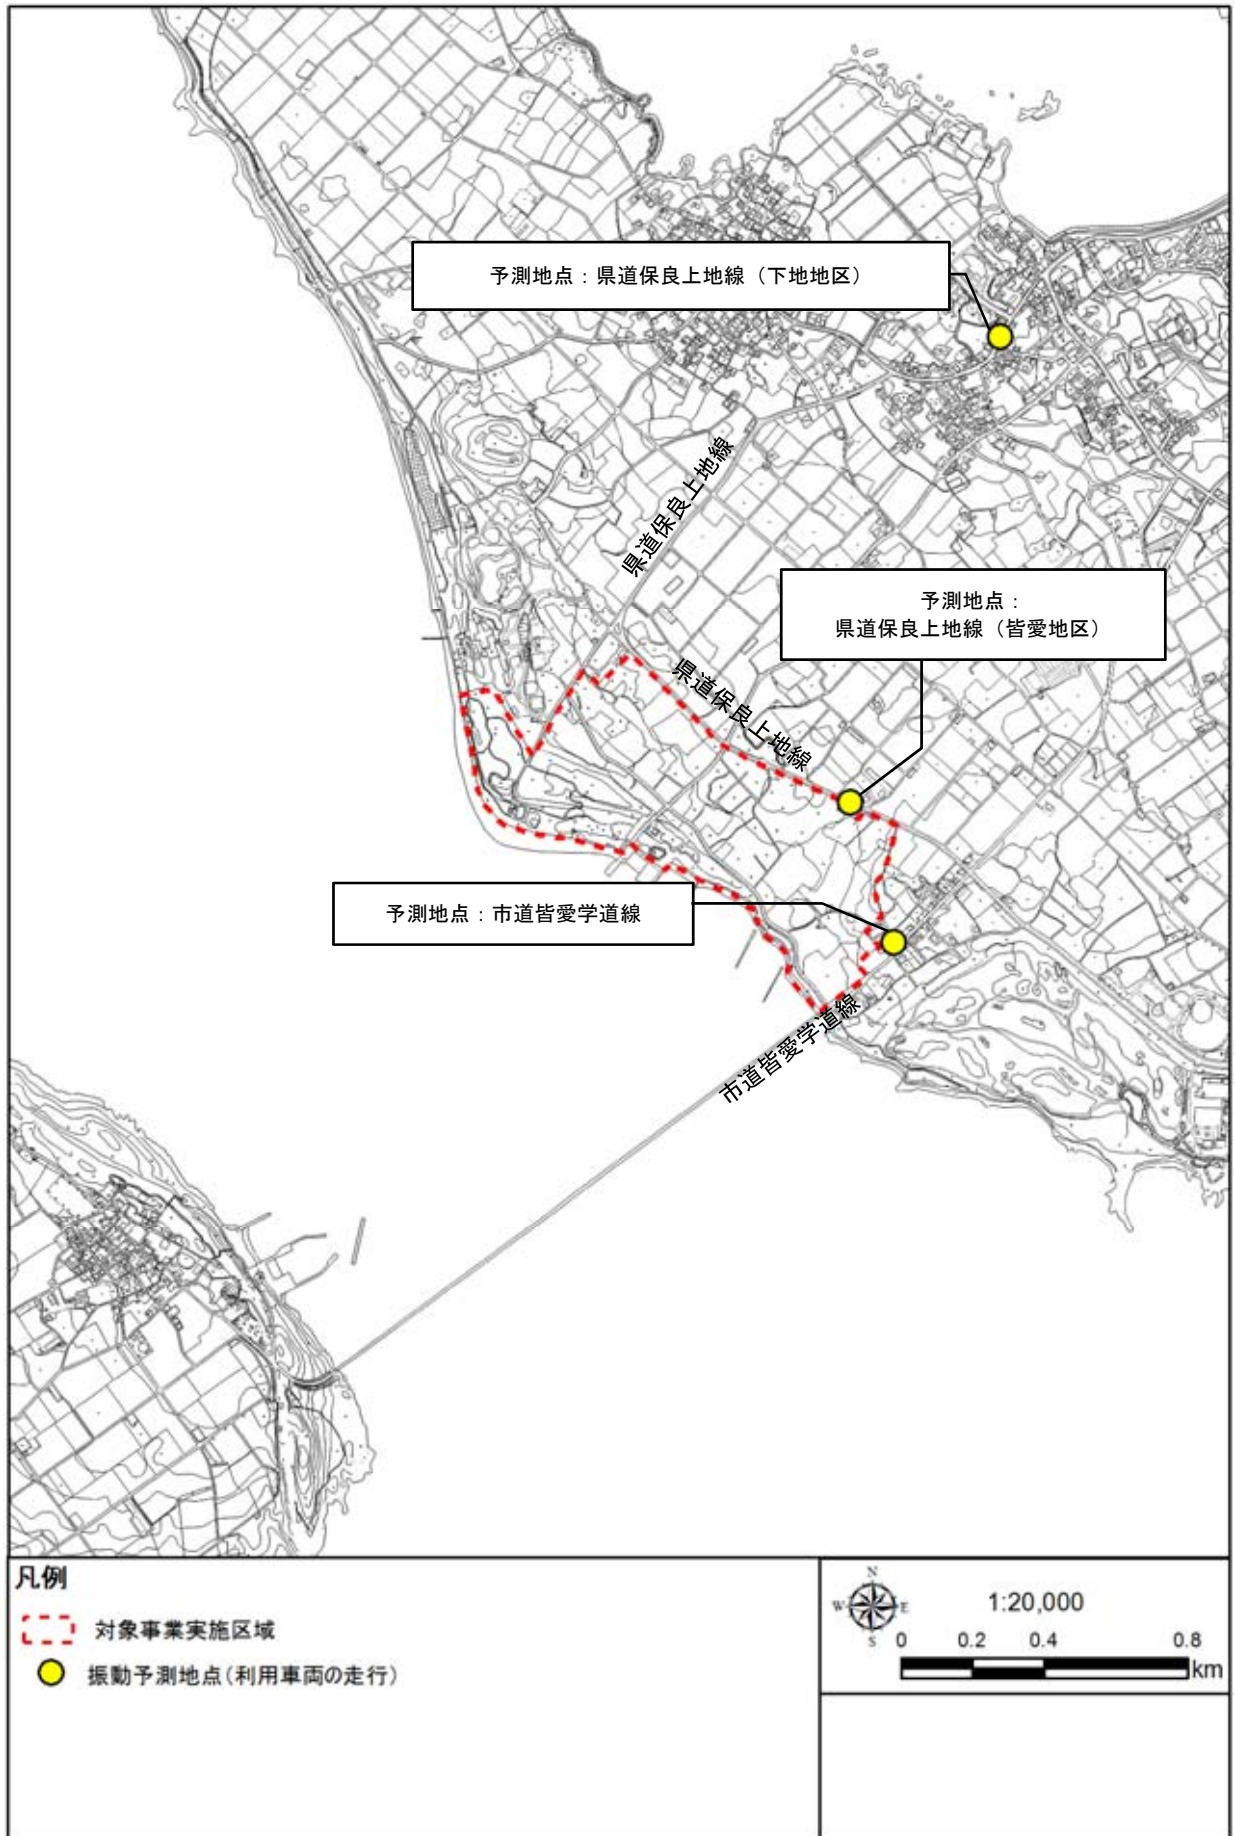 予測地点：県道保良上地線（下地地区）
県道保良上地線
予測地点：
県道保良上地線（皆愛地区）
県道保良上地線
予測地点：市道皆愛学道線
市道皆愛学道線
凡例
対象事業実施区域
振動予測地点(利用車両の走行)
N
W E
S
1:20,000
0 0.2 0.4 0.8
km